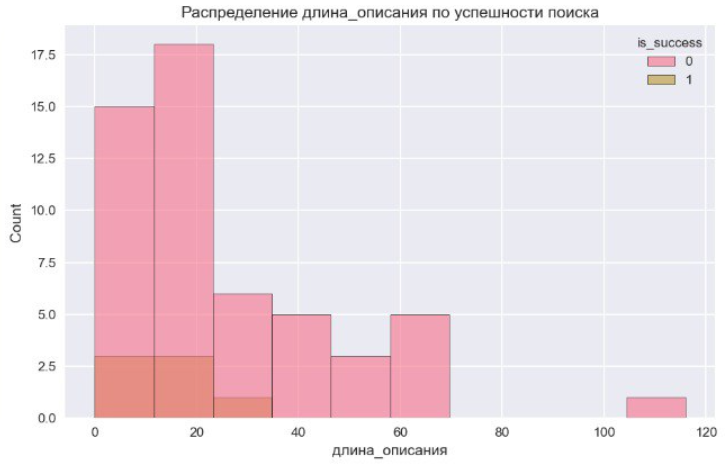 Распределение длина_описания по успешности поиска
is_success
0
1
17.5
15.0
12.5
10.0
7.5
5.0
2.5
0.0
Count
0 20 40 60 80 100 120
длина_описания